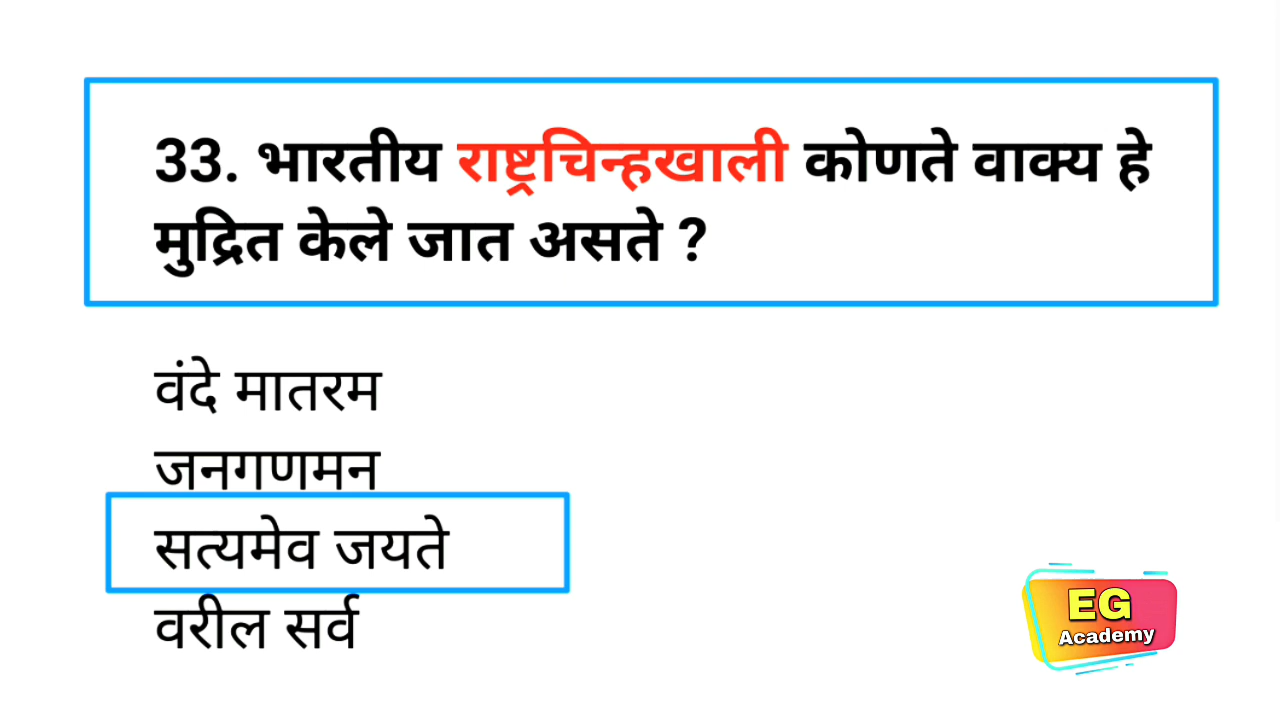 33. भारतीय राष्ट्रचिन्हखाली कोणते वाक्य हे
मुद्रित केले जात असते ?
वंदे मातरम
जनगणमन
सत्यमेव जयते
वरील सर्व
EG
Academy